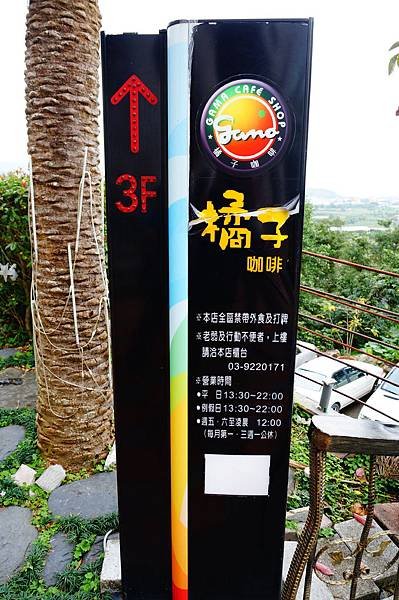 3F
GAMA CAFÉ SHOP
Gamo
橘子咖啡
橘子
咖啡
※本店全區禁帶外食及打牌
※老弱及行動不便者，上樓
請洽本店櫃台
03-9220171
※營業時間
●平 日13:30~22:00
●例假日13:30~22:00
●週五、六至凌晨 12:00
（每月第一、三週一公休）